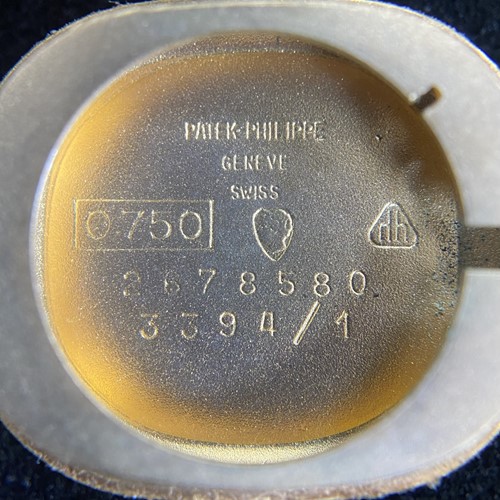 PATEK-PHILIPPE
GENEVE
SWISS
0.750
2678580
3394/1